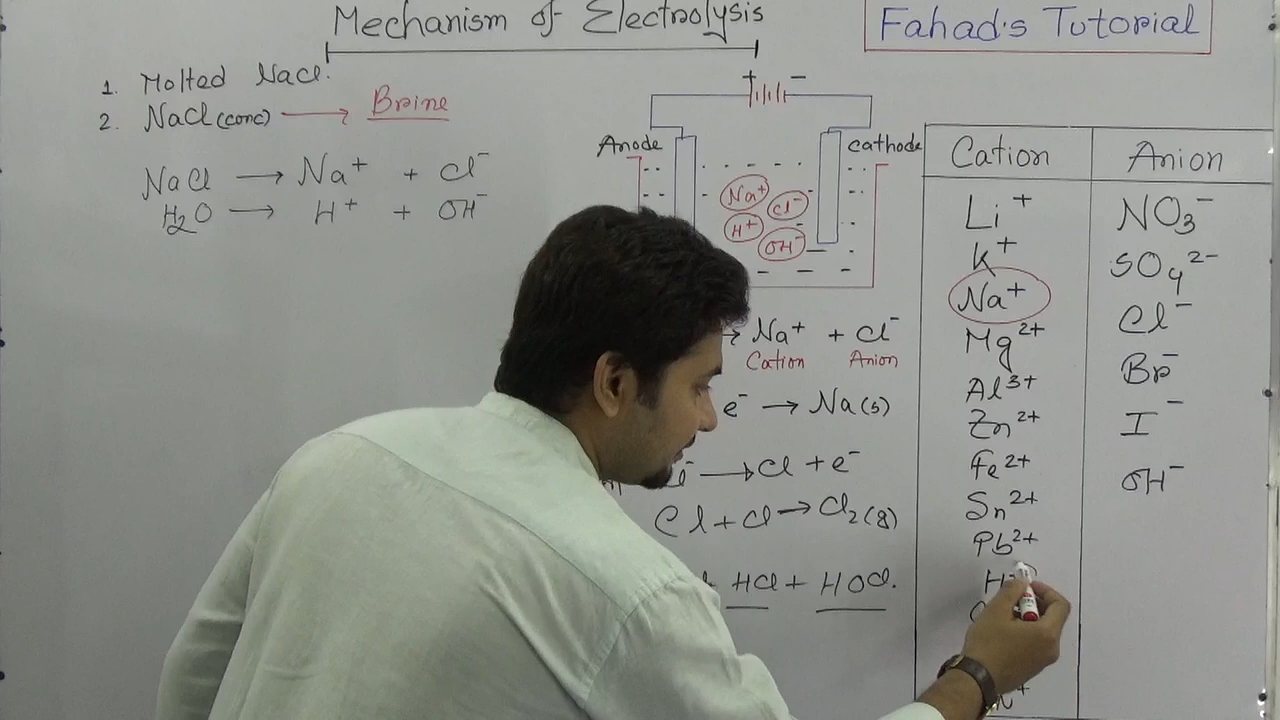 Mechanism of Electrolysis
Fahad's Tutorial
1. Molted NaCl.
2. NaCl (conc) → Brine
NaCl → Na⁺ + Cl⁻
H₂O → H⁺ + OH⁻
+ −
Anode
cathode
Na⁺
Cl⁻
H⁺
OH⁻
→ Na⁺ + Cl⁻
Cation Anion
e⁻ → Na(s)
→ Cl + e⁻
Cl + Cl → Cl₂(g)
HCl + HOCl.
Cation Anion
Li⁺ NO₃⁻
K⁺ SO₄²⁻
Na⁺ Cl⁻
Mg²⁺ Br⁻
Al³⁺ I⁻
Zn²⁺ OH⁻
Fe²⁺
Sn²⁺
Pb²⁺
H